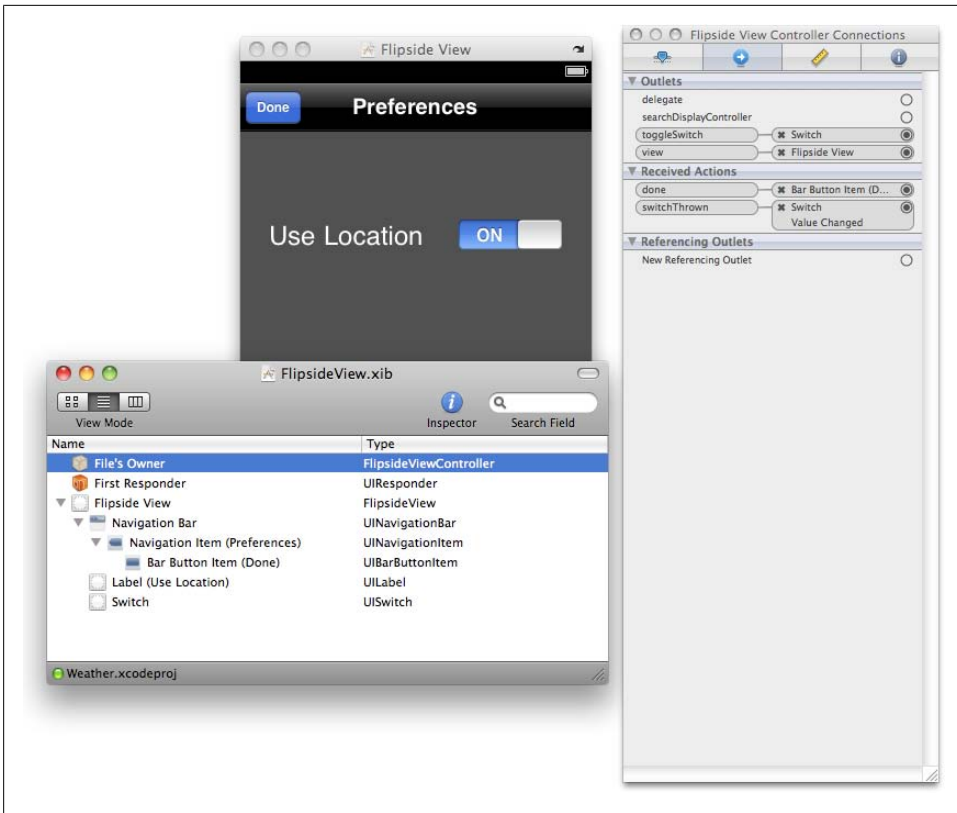 Flipside View
Done
Preferences
Use Location
ON
Flipside View Controller Connections
Outlets
delegate
searchDisplayController
toggleSwitch
Switch
view
Flipside View
Received Actions
done
Bar Button Item (D...
switchThrown
Switch
Value Changed
Referencing Outlets
New Referencing Outlet
FlipsideView.xib
View Mode
Inspector
Search Field
Name Type
File's Owner FlipsideViewController
First Responder UIResponder
Flipside View FlipsideView
Navigation Bar UINavigationBar
Navigation Item (Preferences) UINavigationItem
Bar Button Item (Done) UIBarButtonItem
Label (Use Location) UILabel
Switch UISwitch
Weather.xcodeproj